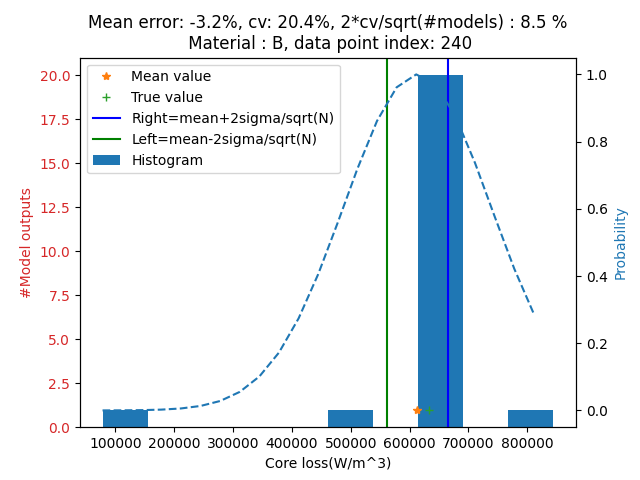 Mean error: -3.2%, cv: 20.4%, 2*cv/sqrt(#models) : 8.5 %
Material : B, data point index: 240
Mean value
True value
Right=mean+2sigma/sqrt(N)
Left=mean-2sigma/sqrt(N)
Histogram
#Model outputs
20.0
17.5
15.0
12.5
10.0
7.5
5.0
2.5
0.0
1.0
0.8
0.6
0.4
0.2
0.0
Probability
100000 200000 300000 400000 500000 600000 700000 800000
Core loss(W/m^3)